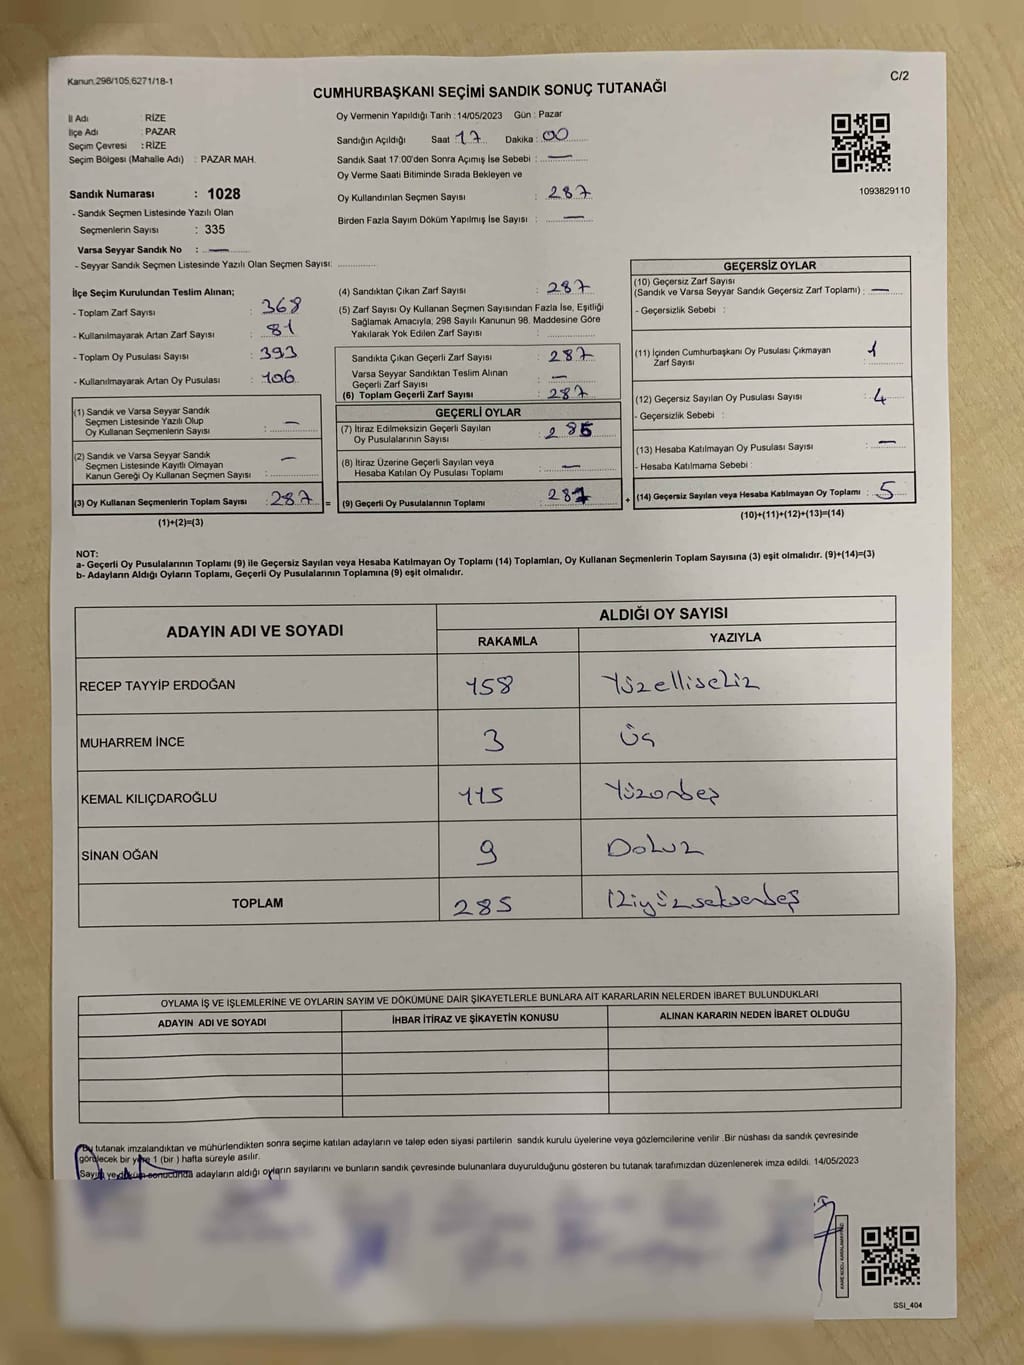 Kanun.298/105,6271/18-1
C/2
CUMHURBAŞKANI SEÇİMİ SANDIK SONUÇ TUTANAĞI
İl Adı : RİZE
İlçe Adı : PAZAR
Seçim Çevresi : RİZE
Seçim Bölgesi (Mahalle Adı) : PAZAR MAH.
Sandık Numarası : 1028
- Sandık Seçmen Listesinde Yazılı Olan
Seçmenlerin Sayısı : 335
Varsa Seyyar Sandık No : —
- Seyyar Sandık Seçmen Listesinde Yazılı Olan Seçmen Sayısı: ..............
Oy Vermenin Yapıldığı Tarih : 14/05/2023 Gün : Pazar
Sandığın Açıldığı Saat 17 Dakika : 00
Sandık Saat 17.00'den Sonra Açımış İse Sebebi : —
Oy Verme Saati Bitiminde Sırada Bekleyen ve
Oy Kullandırılan Seçmen Sayısı : 287
Birden Fazla Sayım Döküm Yapılmış İse Sayısı : —
1093829110
İlçe Seçim Kurulundan Teslim Alınan;
- Toplam Zarf Sayısı : 368
- Kullanılmayarak Artan Zarf Sayısı : 81
- Toplam Oy Pusulası Sayısı : 393
- Kullanılmayarak Artan Oy Pusulası : 106
(1) Sandık ve Varsa Seyyar Sandık
Seçmen Listesinde Yazılı Olup
Oy Kullanan Seçmenlerin Sayısı : —
(2) Sandık ve Varsa Seyyar Sandık
Seçmen Listesinde Kayıtlı Olmayan
Kanun Gereği Oy Kullanan Seçmen Sayısı : —
(3) Oy Kullanan Seçmenlerin Toplam Sayısı : 287 =
(1)+(2)=(3)
(4) Sandıktan Çıkan Zarf Sayısı : 287
(5) Zarf Sayısı Oy Kullanan Seçmen Sayısından Fazla İse, Eşitliği
Sağlamak Amacıyla; 298 Sayılı Kanunun 98. Maddesine Göre
Yakılarak Yok Edilen Zarf Sayısı :
Sandıkta Çıkan Geçerli Zarf Sayısı : 287
Varsa Seyyar Sandıktan Teslim Alınan
Geçerli Zarf Sayısı : —
(6) Toplam Geçerli Zarf Sayısı : 287
GEÇERLİ OYLAR
(7) İtiraz Edilmeksizin Geçerli Sayılan
Oy Pusulalarının Sayısı : 285
(8) İtiraz Üzerine Geçerli Sayılan veya
Hesaba Katılan Oy Pusulası Toplamı : —
(9) Geçerli Oy Pusulalarının Toplamı : +
GEÇERSİZ OYLAR
(10) Geçersiz Zarf Sayısı
(Sandık ve Varsa Seyyar Sandık Geçersiz Zarf Toplamı) : —
- Geçersizlik Sebebi :
(11) İçinden Cumhurbaşkanı Oy Pusulası Çıkmayan
Zarf Sayısı : 1
(12) Geçersiz Sayılan Oy Pusulası Sayısı : 4
- Geçersizlik Sebebi :
(13) Hesaba Katılmayan Oy Pusulası Sayısı : —
- Hesaba Katılmama Sebebi :
(14) Geçersiz Sayılan veya Hesaba Katılmayan Oy Toplamı : 5
(10)+(11)+(12)+(13)=(14)
NOT:
a- Geçerli Oy Pusulalarının Toplamı (9) ile Geçersiz Sayılan veya Hesaba Katılmayan Oy Toplamı (14) Toplamları, Oy Kullanan Seçmenlerin Toplam Sayısına (3) eşit olmalıdır. (9)+(14)=(3)
b- Adayların Aldığı Oyların Toplamı, Geçerli Oy Pusulalarının Toplamına (9) eşit olmalıdır.
ADAYIN ADI VE SOYADI
ALDIĞI OY SAYISI
RAKAMLA YAZIYLA
RECEP TAYYİP ERDOĞAN 158 Yüzellisekiz
MUHARREM İNCE 3 Üç
KEMAL KILIÇDAROĞLU 115 Yüzonbeş
SİNAN OĞAN 9 Dokuz
TOPLAM 285 İkiyüzseksenbeş
OYLAMA İŞ VE İŞLEMLERİNE VE OYLARIN SAYIM VE DÖKÜMÜNE DAİR ŞİKAYETLERLE BUNLARA AİT KARARLARIN NELERDEN İBARET BULUNDUKLARI
ADAYIN ADI VE SOYADI İHBAR İTİRAZ VE ŞİKAYETİN KONUSU ALINAN KARARIN NEDEN İBARET OLDUĞU
Bu tutanak imzalandıktan ve mühürlendikten sonra seçime katılan adayların ve talep eden siyasi partilerin sandık kurulu üyelerine veya gözlemcilerine verilir .Bir nüshası da sandık çevresinde
görülecek bir yere 1 (bir ) hafta süreyle asılır.
Sayım ve döküm sonucunda adayların aldığı oyların sayılarını ve bunların sandık çevresinde bulunanlara duyurulduğunu gösteren bu tutanak tarafımızdan düzenlenerek imza edildi. 14/05/2023
SSI_404